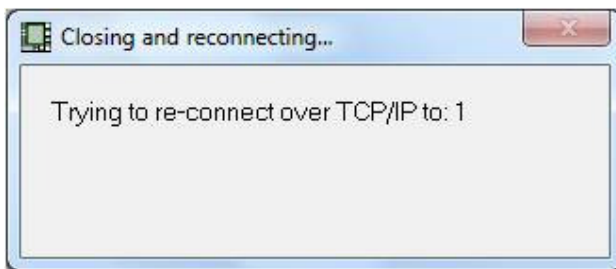 Closing and reconnecting...
Trying to re-connect over TCP/IP to: 1